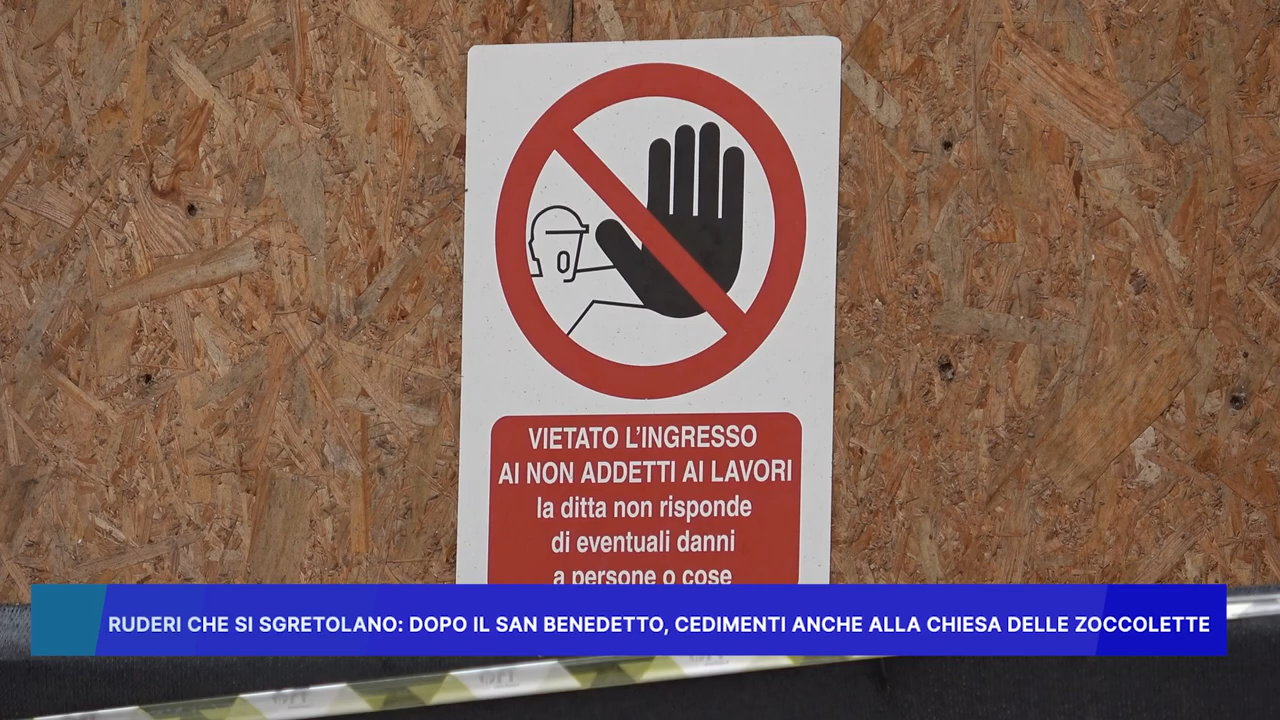 VIETATO L'INGRESSO
AI NON ADDETTI AI LAVORI
la ditta non risponde
di eventuali danni
a persone o cose
RUDERI CHE SI SGRETOLANO: DOPO IL SAN BENEDETTO, CEDIMENTI ANCHE ALLA CHIESA DELLE ZOCCOLETTE